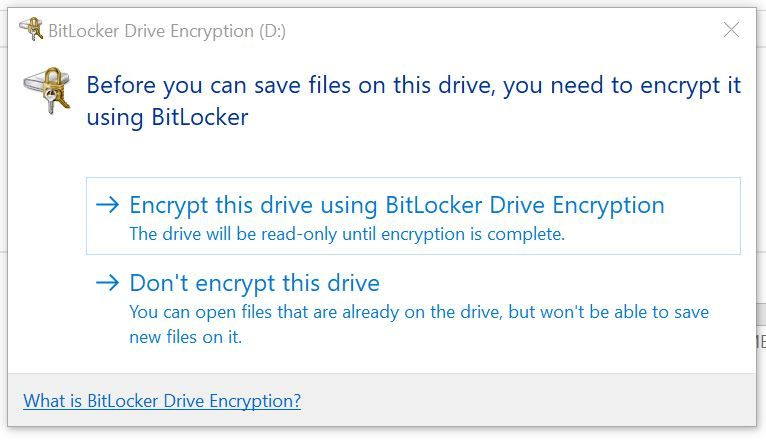 BitLocker Drive Encryption (D:)
Before you can save files on this drive, you need to encrypt it
using BitLocker
Encrypt this drive using BitLocker Drive Encryption
The drive will be read-only until encryption is complete.
Don't encrypt this drive
You can open files that are already on the drive, but won't be able to save
new files on it.
What is BitLocker Drive Encryption?